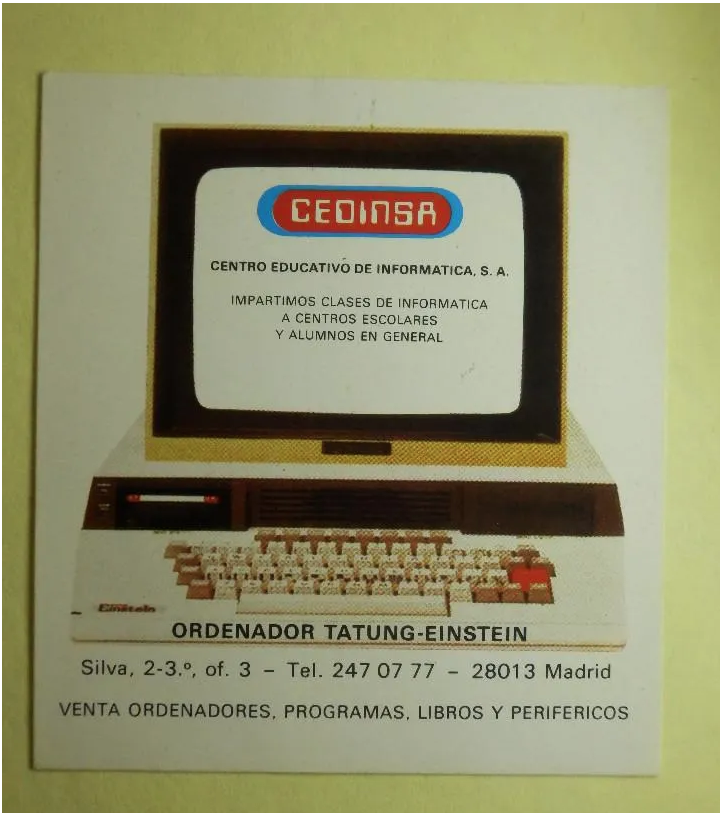 CEDINSA
CENTRO EDUCATIVO DE INFORMATICA, S. A.
IMPARTIMOS CLASES DE INFORMATICA
A CENTROS ESCOLARES
Y ALUMNOS EN GENERAL
Einstein
ORDENADOR TATUNG-EINSTEIN
Silva, 2-3.º, of. 3 – Tel. 247 07 77 – 28013 Madrid
VENTA ORDENADORES, PROGRAMAS, LIBROS Y PERIFERICOS